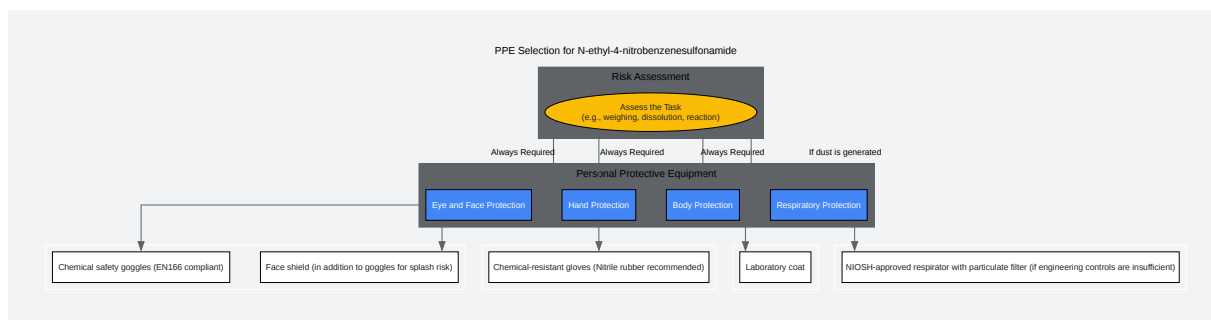 PPE Selection for N-ethyl-4-nitrobenzenesulfonamide
Risk Assessment
Assess the Task
(e.g., weighing, dissolution, reaction)
Always Required
Always Required
Always Required
If dust is generated
Personal Protective Equipment
Eye and Face Protection
Hand Protection
Body Protection
Respiratory Protection
Chemical safety goggles (EN166 compliant)
Face shield (in addition to goggles for splash risk)
Chemical-resistant gloves (Nitrile rubber recommended)
Laboratory coat
NIOSH-approved respirator with particulate filter (if engineering controls are insufficient)